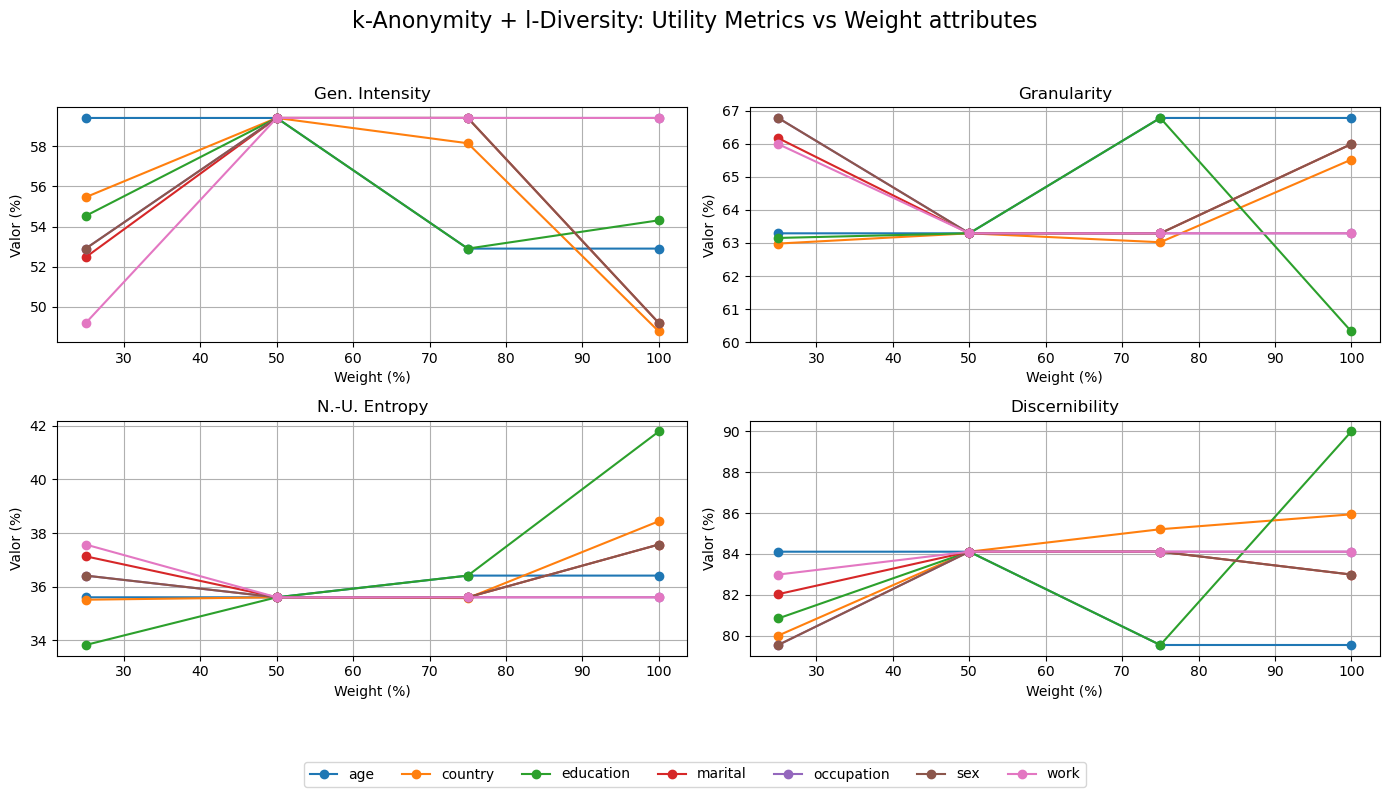 k-Anonymity + l-Diversity: Utility Metrics vs Weight attributes
Gen. Intensity
Valor (%)
58
56
54
52
50
30 40 50 60 70 80 90 100
Weight (%)
Granularity
Valor (%)
67
66
65
64
63
62
61
60
30 40 50 60 70 80 90 100
Weight (%)
N.-U. Entropy
Valor (%)
42
40
38
36
34
30 40 50 60 70 80 90 100
Weight (%)
Discernibility
Valor (%)
90
88
86
84
82
80
30 40 50 60 70 80 90 100
Weight (%)
age country education marital occupation sex work